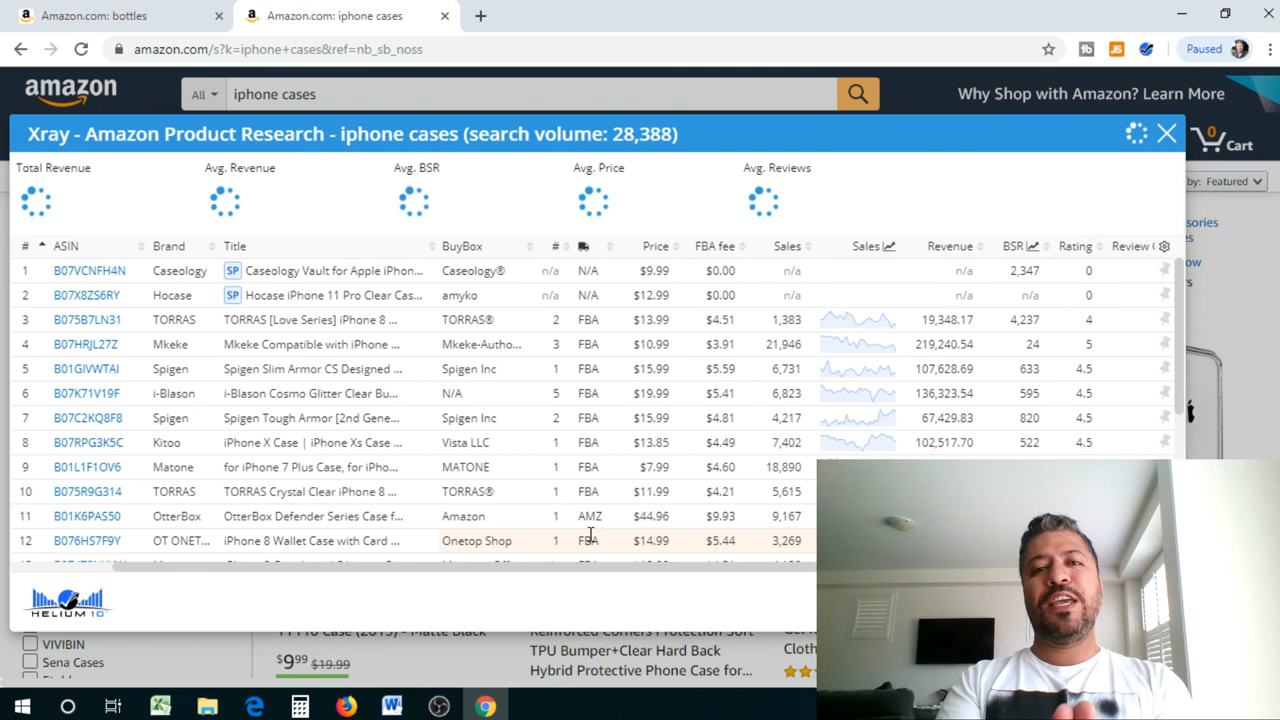 Amazon.com: bottles
Amazon.com: iphone cases
amazon.com/s?k=iphone+cases&ref=nb_sb_noss
Paused
amazon
All
iphone cases
Why Shop with Amazon? Learn More
Xray - Amazon Product Research - iphone cases (search volume: 28,388)
0
Cart
by: Featured
Total Revenue Avg. Revenue Avg. BSR Avg. Price Avg. Reviews
# ASIN Brand Title BuyBox # Price FBA fee Sales Sales Revenue BSR Rating Review
1 B07VCNFH4N Caseology SP Caseology Vault for Apple iPhon... Caseology® n/a N/A $9.99 $0.00 n/a n/a 2,347 0
2 B07X8ZS6RY Hocase SP Hocase iPhone 11 Pro Clear Cas... amyko n/a N/A $12.99 $0.00 n/a n/a n/a 0
3 B075B7LN31 TORRAS TORRAS [Love Series] iPhone 8 ... TORRAS® 2 FBA $13.99 $4.51 1,383 19,348.17 4,237 4
4 B07HRJL27Z Mkeke Mkeke Compatible with iPhone ... Mkeke-Autho... 3 FBA $10.99 $3.91 21,946 219,240.54 24 5
5 B01GIVWTAI Spigen Spigen Slim Armor CS Designed ... Spigen Inc 1 FBA $15.99 $5.59 6,731 107,628.69 633 4.5
6 B07K71V19F i-Blason i-Blason Cosmo Glitter Clear Bu... N/A 5 FBA $19.99 $5.41 6,823 136,323.54 595 4.5
7 B07C2KQ8F8 Spigen Spigen Tough Armor [2nd Gene... Spigen Inc 2 FBA $15.99 $4.81 4,217 67,429.83 820 4.5
8 B07RPG3K5C Kitoo iPhone X Case | iPhone Xs Case ... Vista LLC 1 FBA $13.85 $4.49 7,402 102,517.70 522 4.5
9 B01L1F1OV6 Matone for iPhone 7 Plus Case, for iPho... MATONE 1 FBA $7.99 $4.60 18,890
10 B075R9G314 TORRAS TORRAS Crystal Clear iPhone 8 ... TORRAS® 1 FBA $11.99 $4.21 5,615
11 B01K6PAS50 OtterBox OtterBox Defender Series Case f... Amazon 1 AMZ $44.96 $9.93 9,167
12 B076HS7F9Y OT ONET... iPhone 8 Wallet Case with Card ... Onetop Shop 1 FBA $14.99 $5.44 3,269
HELIUM 10
VIVIBIN
Sena Cases
11 Pro Case (2019) - Matte Black
$9.99 $19.99
Reinforced Corners Protection Soft
TPU Bumper+Clear Hard Back
Hybrid Protective Phone Case for...